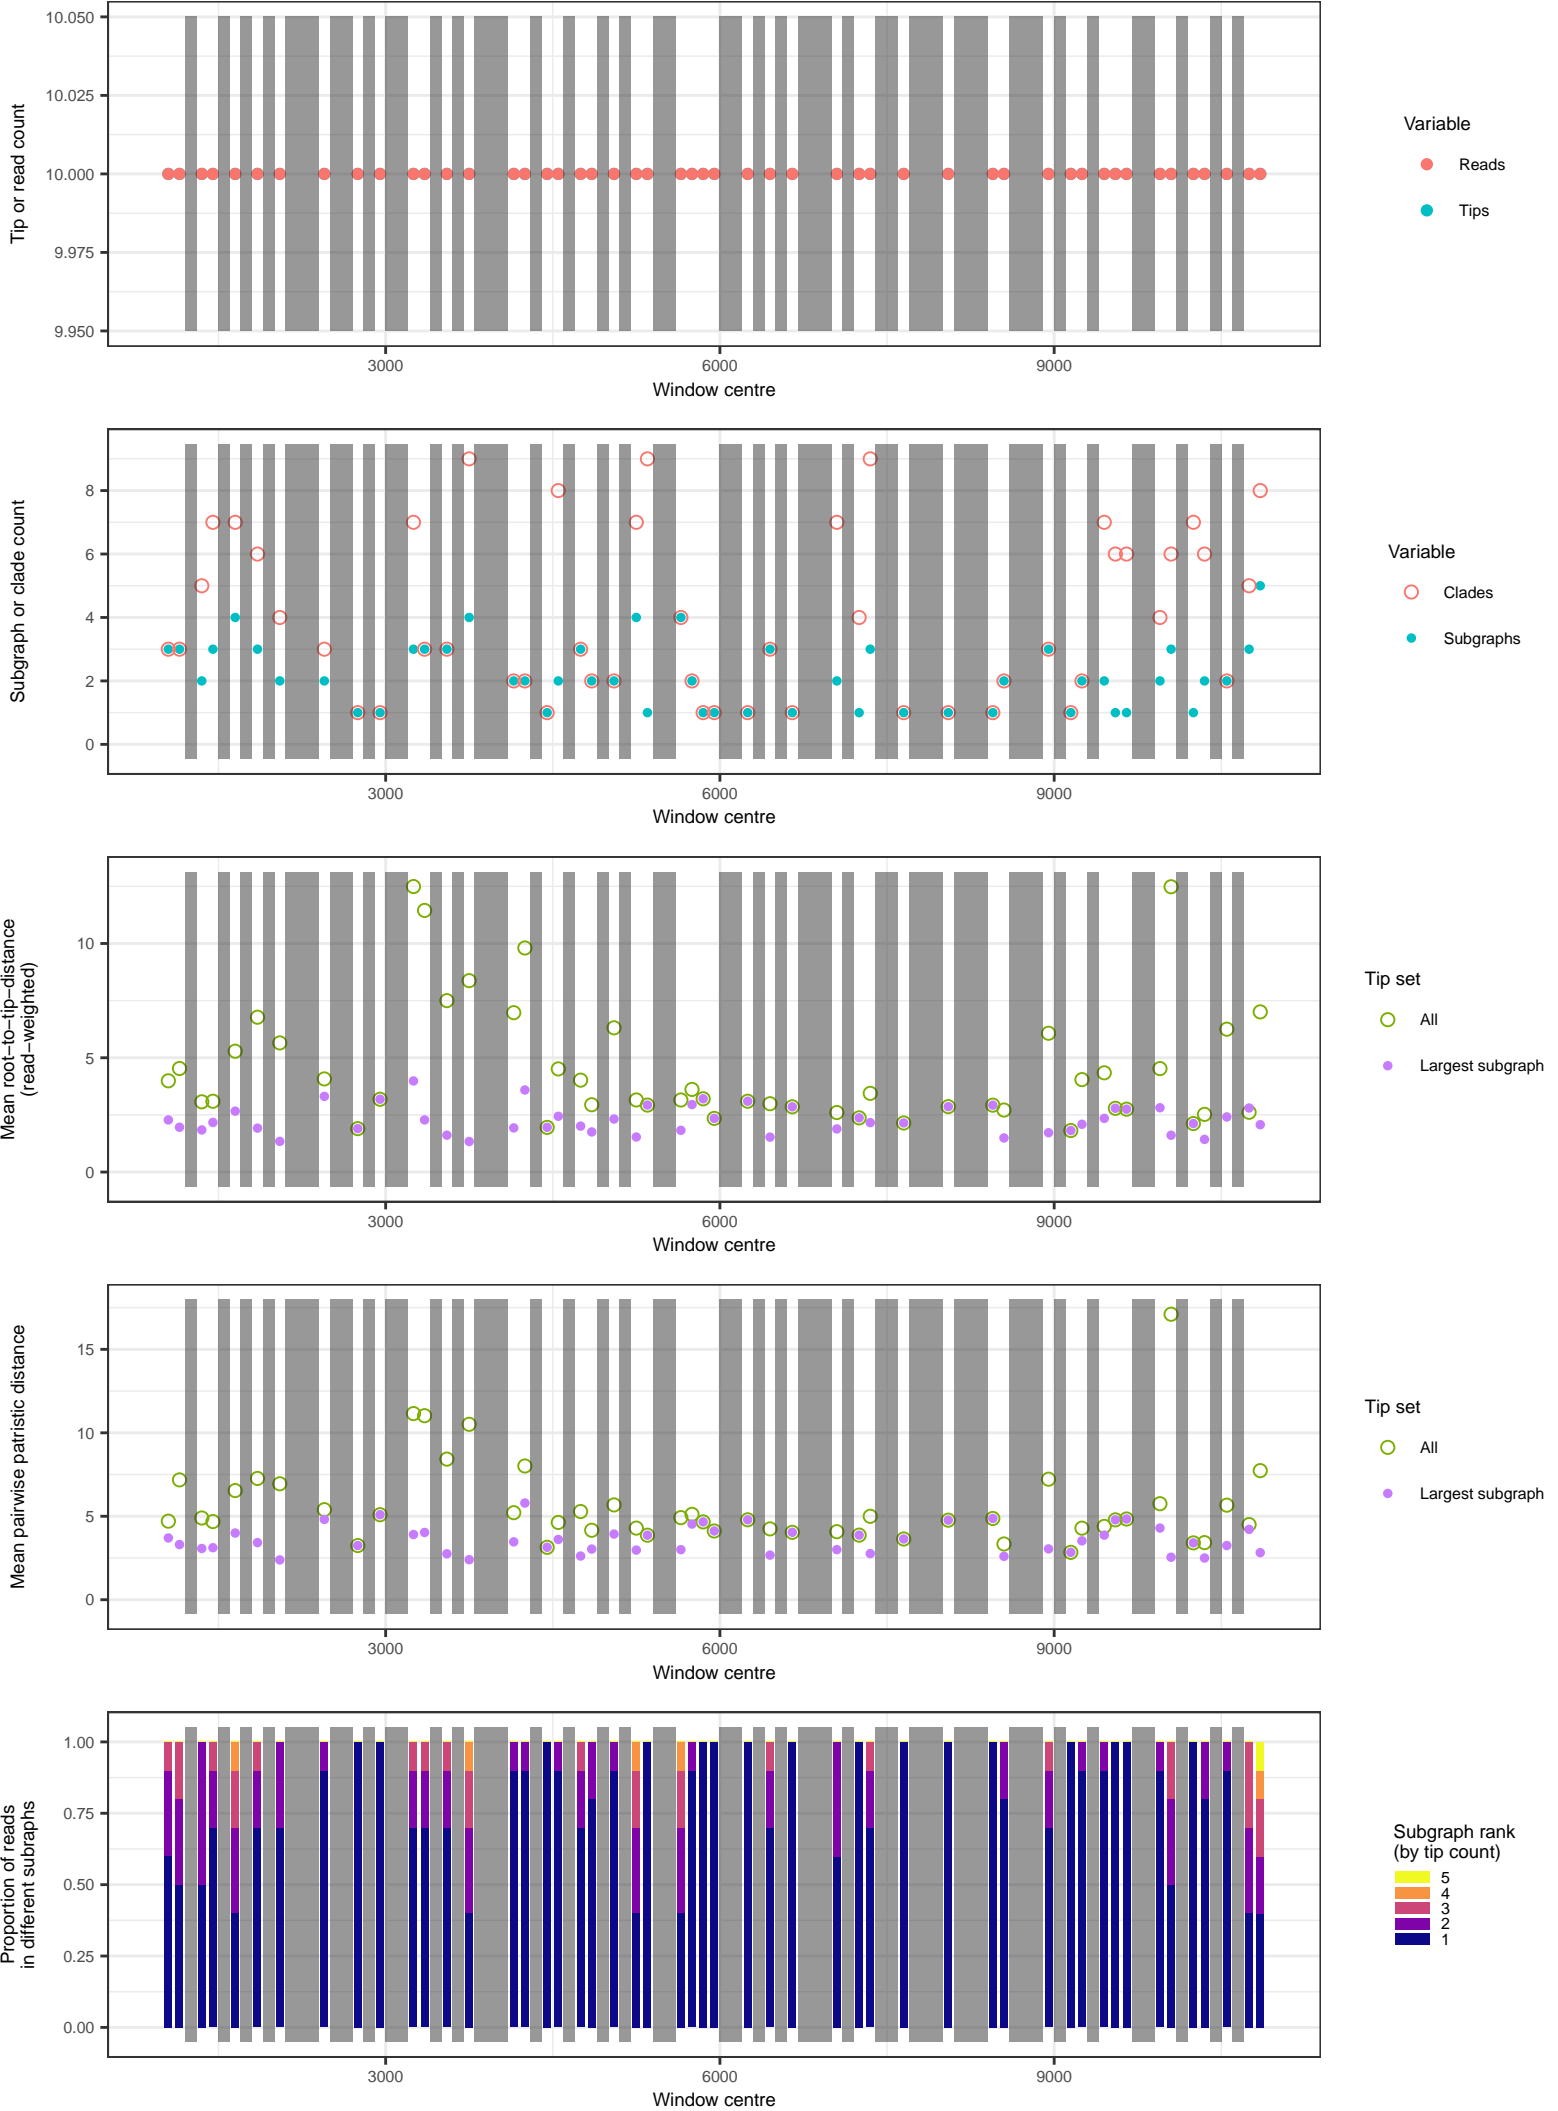 10.050
10.025
10.000
9.975
9.950
Tip or read count
3000 6000 9000
Window centre
Variable
Reads
Tips
8
6
4
2
0
Subgraph or clade count
3000 6000 9000
Window centre
Variable
Clades
Subgraphs
10
5
0
Mean root−to−tip−distance
(read−weighted)
3000 6000 9000
Window centre
Tip set
All
Largest subgraph
15
10
5
0
Mean pairwise patristic distance
3000 6000 9000
Window centre
Tip set
All
Largest subgraph
1.00
0.75
0.50
0.25
0.00
Proportion of reads
in different subraphs
3000 6000 9000
Window centre
Subgraph rank
(by tip count)
5
4
3
2
1